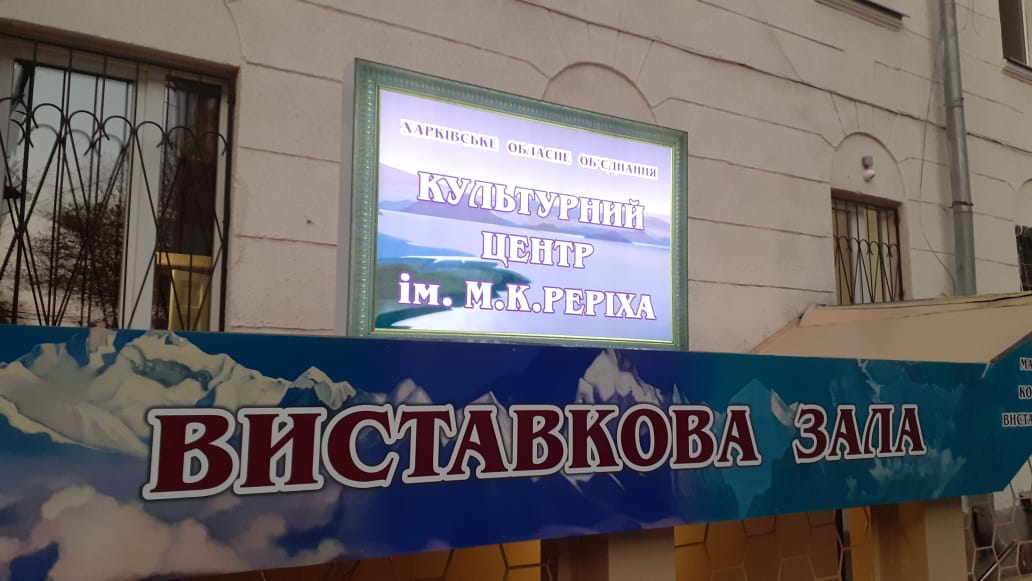 ХАРКІВСЬКЕ ОБЛАСНЕ ОБ'ЄДНАННЯ
КУЛЬТУРНИЙ
ЦЕНТР
ім. М.К.РЕРІХА
ВИСТАВКОВА ЗАЛА